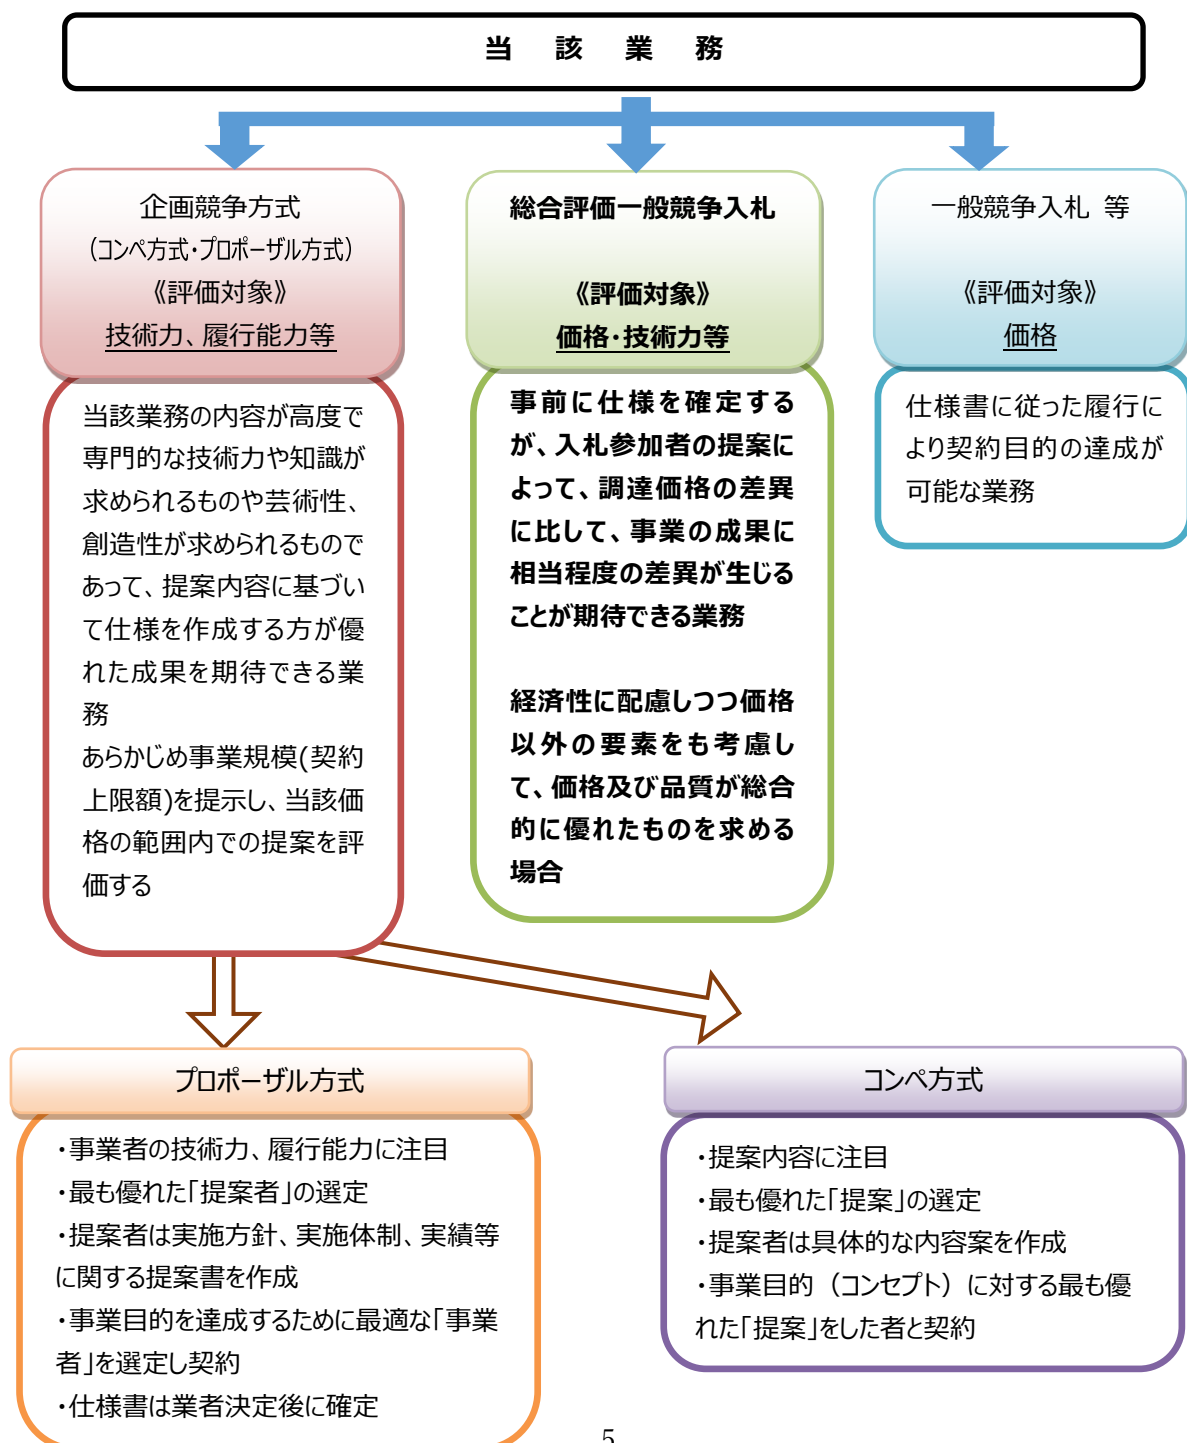 当　該　業　務
企画競争方式
（コンペ方式・プロポーザル方式）
《評価対象》
技術力、履行能力等
総合評価一般競争入札
《評価対象》
価格・技術力等
一般競争入札 等
《評価対象》
価格
当該業務の内容が高度で
専門的な技術力や知識が
求められるものや芸術性、
創造性が求められるもので
あって、提案内容に基づい
て仕様を作成する方が優
れた成果を期待できる業
務
あらかじめ事業規模(契約
上限額)を提示し、当該価
格の範囲内での提案を評
価する
事前に仕様を確定する
が、入札参加者の提案に
よって、調達価格の差異
に比して、事業の成果に
相当程度の差異が生じる
ことが期待できる業務
経済性に配慮しつつ価格
以外の要素をも考慮し
て、価格及び品質が総合
的に優れたものを求める
場合
仕様書に従った履行に
より契約目的の達成が
可能な業務
プロポーザル方式
・事業者の技術力、履行能力に注目
・最も優れた「提案者」の選定
・提案者は実施方針、実施体制、実績等
に関する提案書を作成
・事業目的を達成するために最適な「事業
者」を選定し契約
・仕様書は業者決定後に確定
コンペ方式
・提案内容に注目
・最も優れた「提案」の選定
・提案者は具体的な内容案を作成
・事業目的（コンセプト）に対する最も優
れた「提案」をした者と契約
5